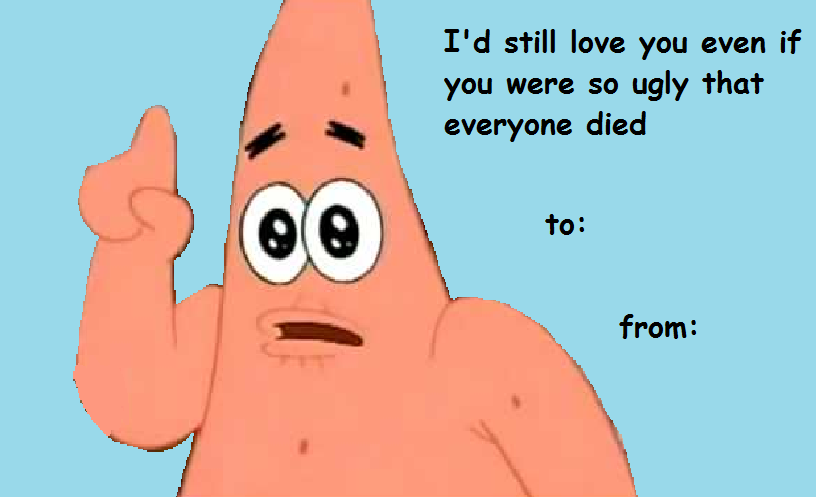 I'd still love you even if
you were so ugly that
everyone died
to:
from: